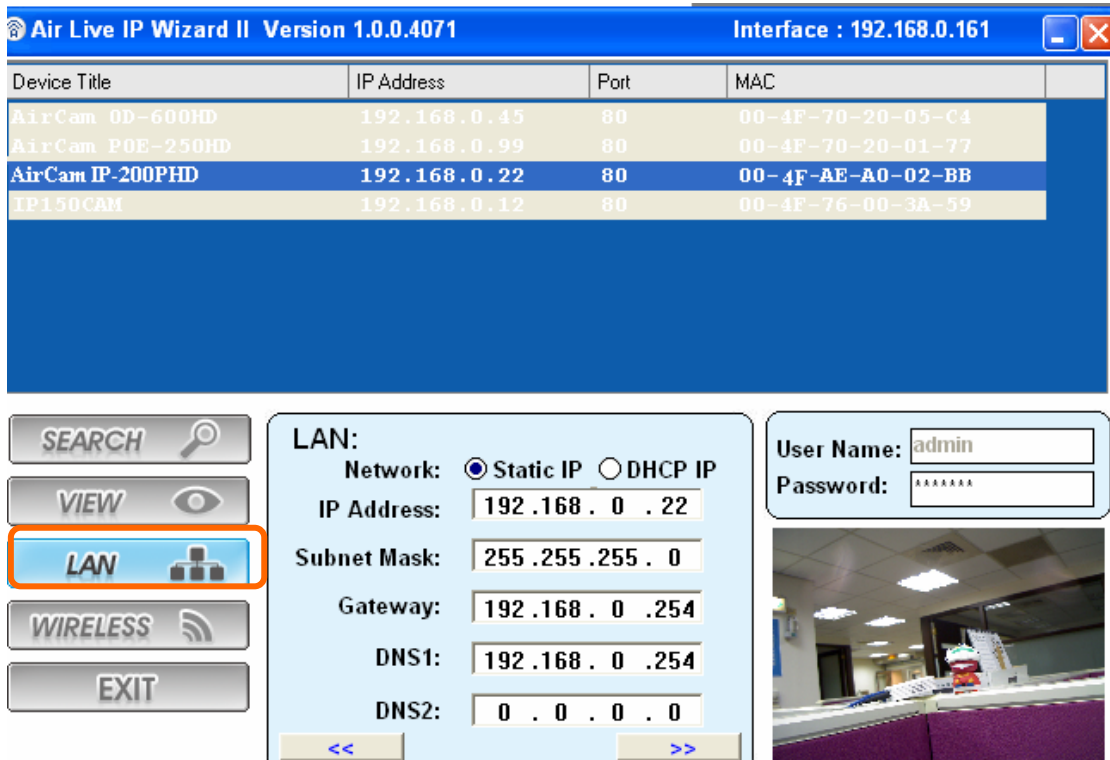 Air Live IP Wizard II Version 1.0.0.4071 Interface : 192.168.0.161
Device Title IP Address Port MAC
AirCam OD-600HD 192.168.0.45 80 00-4F-70-20-05-C4
AirCam POE-250HD 192.168.0.99 80 00-4F-70-20-01-77
AirCam IP-200PHD 192.168.0.22 80 00-4F-AE-A0-02-BB
IP150CAM 192.168.0.12 80 00-4F-76-00-3A-59
SEARCH
VIEW
LAN
WIRELESS
EXIT
LAN:
Network: Static IP DHCP IP
IP Address: 192.168. 0 .22
Subnet Mask: 255.255.255. 0
Gateway: 192.168. 0 .254
DNS1: 192.168. 0 .254
DNS2: 0 . 0 . 0 . 0
<< >>
User Name: admin
Password: *******